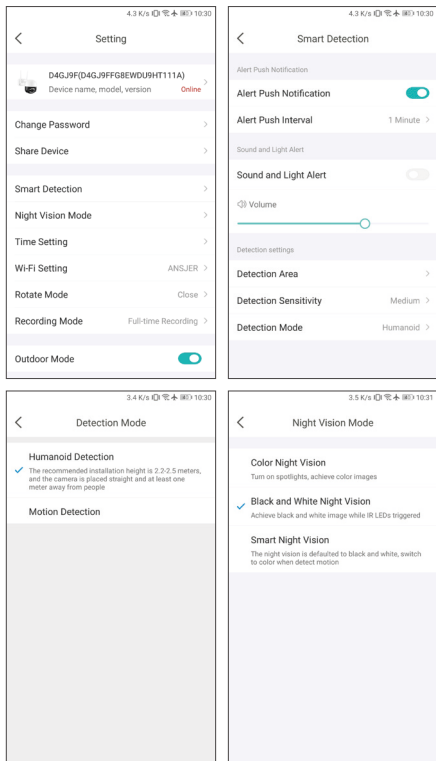 4.3 K/s 10:30
Setting
D4GJ9F(D4GJ9FFG8EWDU9HT111A)
Device name, model, version Online
Change Password
Share Device
Smart Detection
Night Vision Mode
Time Setting
Wi-Fi Setting ANSJER
Rotate Mode Close
Recording Mode Full-time Recording
Outdoor Mode
4.3 K/s 10:30
Smart Detection
Alert Push Notification
Alert Push Notification
Alert Push Interval 1 Minute
Sound and Light Alert
Sound and Light Alert
Volume
Detection settings
Detection Area
Detection Sensitivity Medium
Detection Mode Humanoid
3.4 K/s 10:30
Detection Mode
Humanoid Detection
The recommended installation height is 2.2-2.5 meters,
and the camera is placed straight and at least one
meter away from people
Motion Detection
3.5 K/s 10:31
Night Vision Mode
Color Night Vision
Turn on spotlights, achieve color images
Black and White Night Vision
Achieve black and white image while IR LEDs triggered
Smart Night Vision
The night vision is defaulted to black and white, switch
to color when detect motion